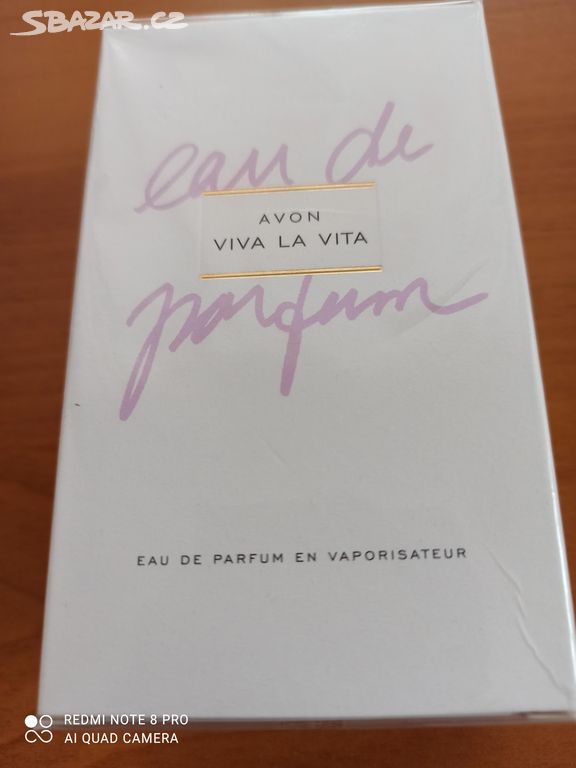 SBAZAR.CZ
eau de
AVON
VIVA LA VITA
parfum
EAU DE PARFUM EN VAPORISATEUR
REDMI NOTE 8 PRO
AI QUAD CAMERA